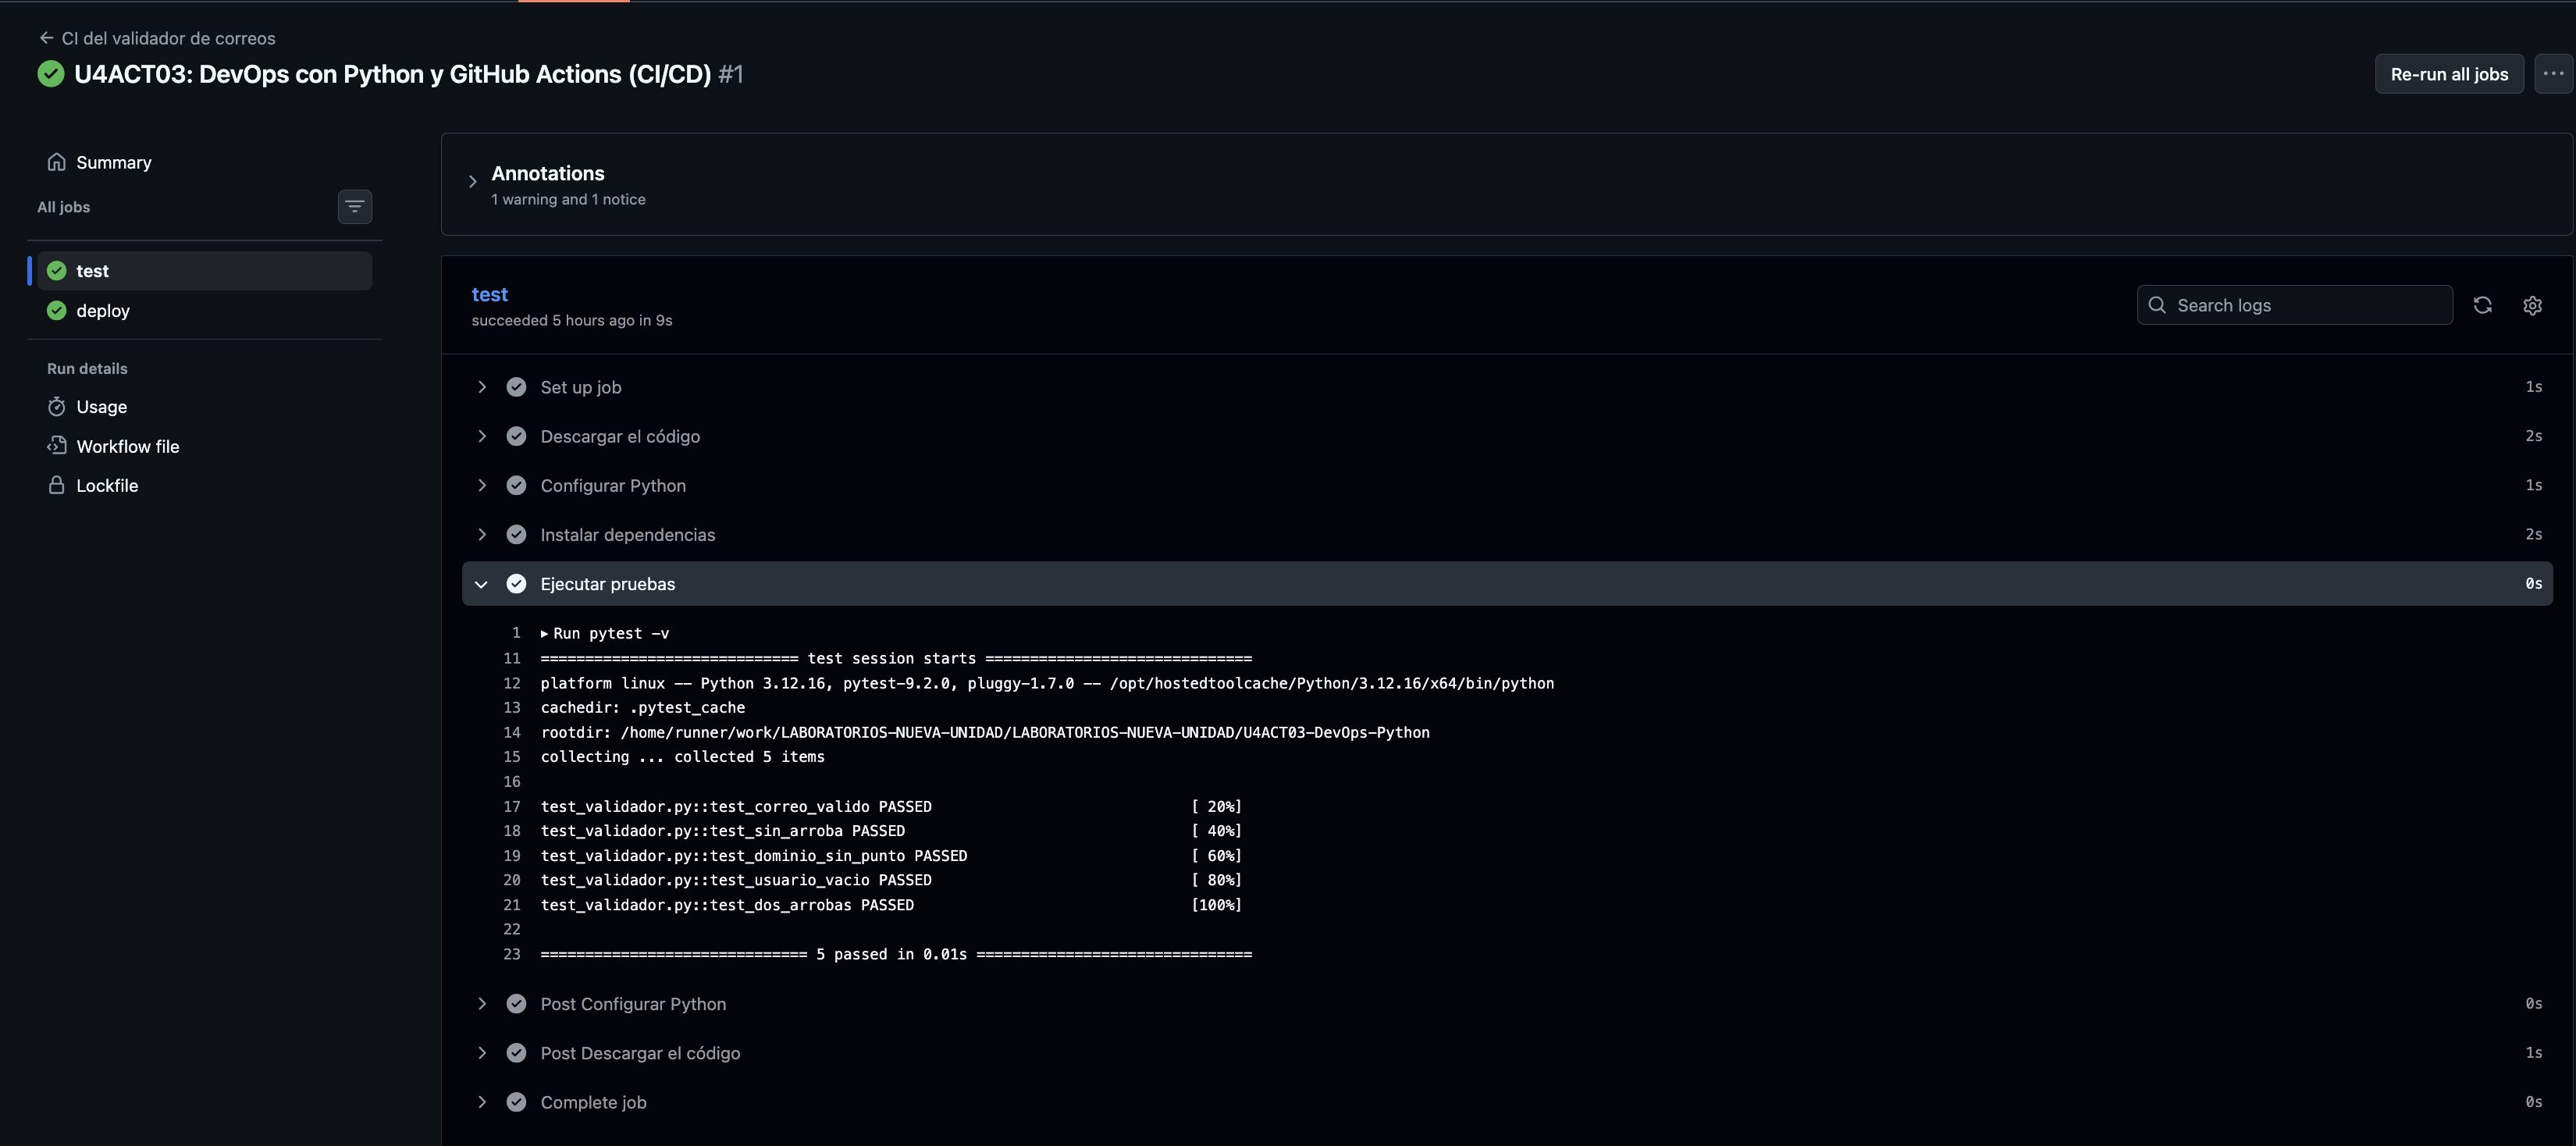 CI del validador de correos
U4ACT03: DevOps con Python y GitHub Actions (CI/CD) #1
Re-run all jobs
Summary
All jobs
test
deploy
Run details
Usage
Workflow file
Lockfile
Annotations
1 warning and 1 notice
test
succeeded 5 hours ago in 9s
Search logs
Set up job 1s
Descargar el código 2s
Configurar Python 1s
Instalar dependencias 2s
Ejecutar pruebas 0s
1 Run pytest -v
11 ============================= test session starts ==============================
12 platform linux -- Python 3.12.16, pytest-9.2.0, pluggy-1.7.0 -- /opt/hostedtoolcache/Python/3.12.16/x64/bin/python
13 cachedir: .pytest_cache
14 rootdir: /home/runner/work/LABORATORIOS-NUEVA-UNIDAD/LABORATORIOS-NUEVA-UNIDAD/U4ACT03-DevOps-Python
15 collecting ... collected 5 items
16
17 test_validador.py::test_correo_valido PASSED [ 20%]
18 test_validador.py::test_sin_arroba PASSED [ 40%]
19 test_validador.py::test_dominio_sin_punto PASSED [ 60%]
20 test_validador.py::test_usuario_vacio PASSED [ 80%]
21 test_validador.py::test_dos_arrobas PASSED [100%]
22
23 ============================== 5 passed in 0.01s ===============================
Post Configurar Python 0s
Post Descargar el código 1s
Complete job 0s